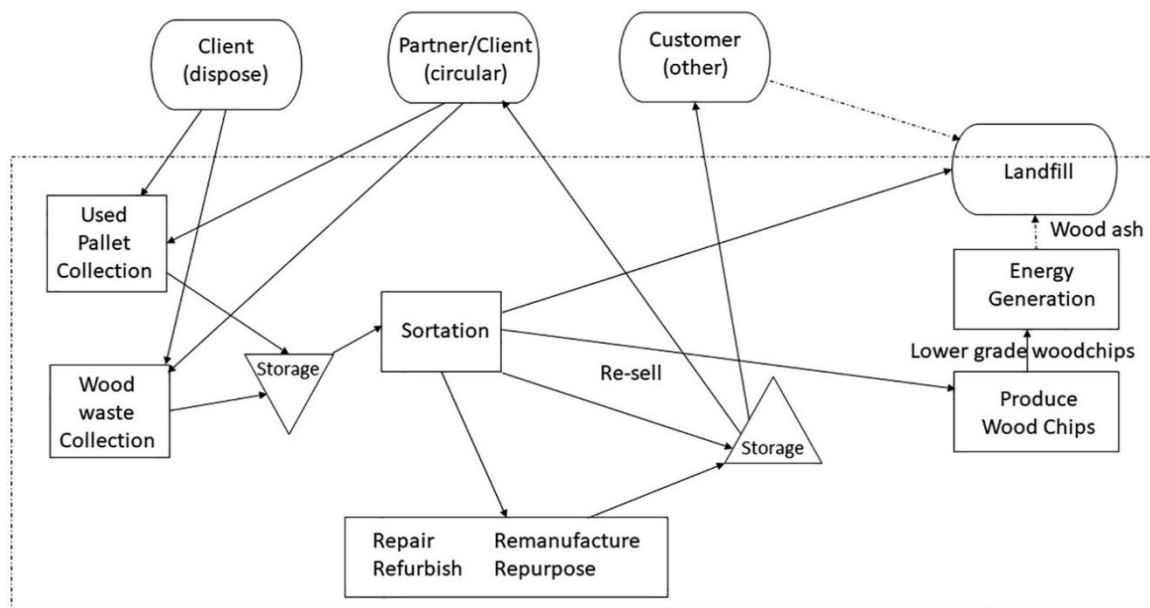 Client
(dispose)
Partner/Client
(circular)
Customer
(other)
Landfill
Used
Pallet
Collection
Wood ash
Energy
Generation
Sortation
Lower grade woodchips
Storage
Re-sell
Wood
waste
Collection
Produce
Wood Chips
Storage
Repair Remanufacture
Refurbish Repurpose